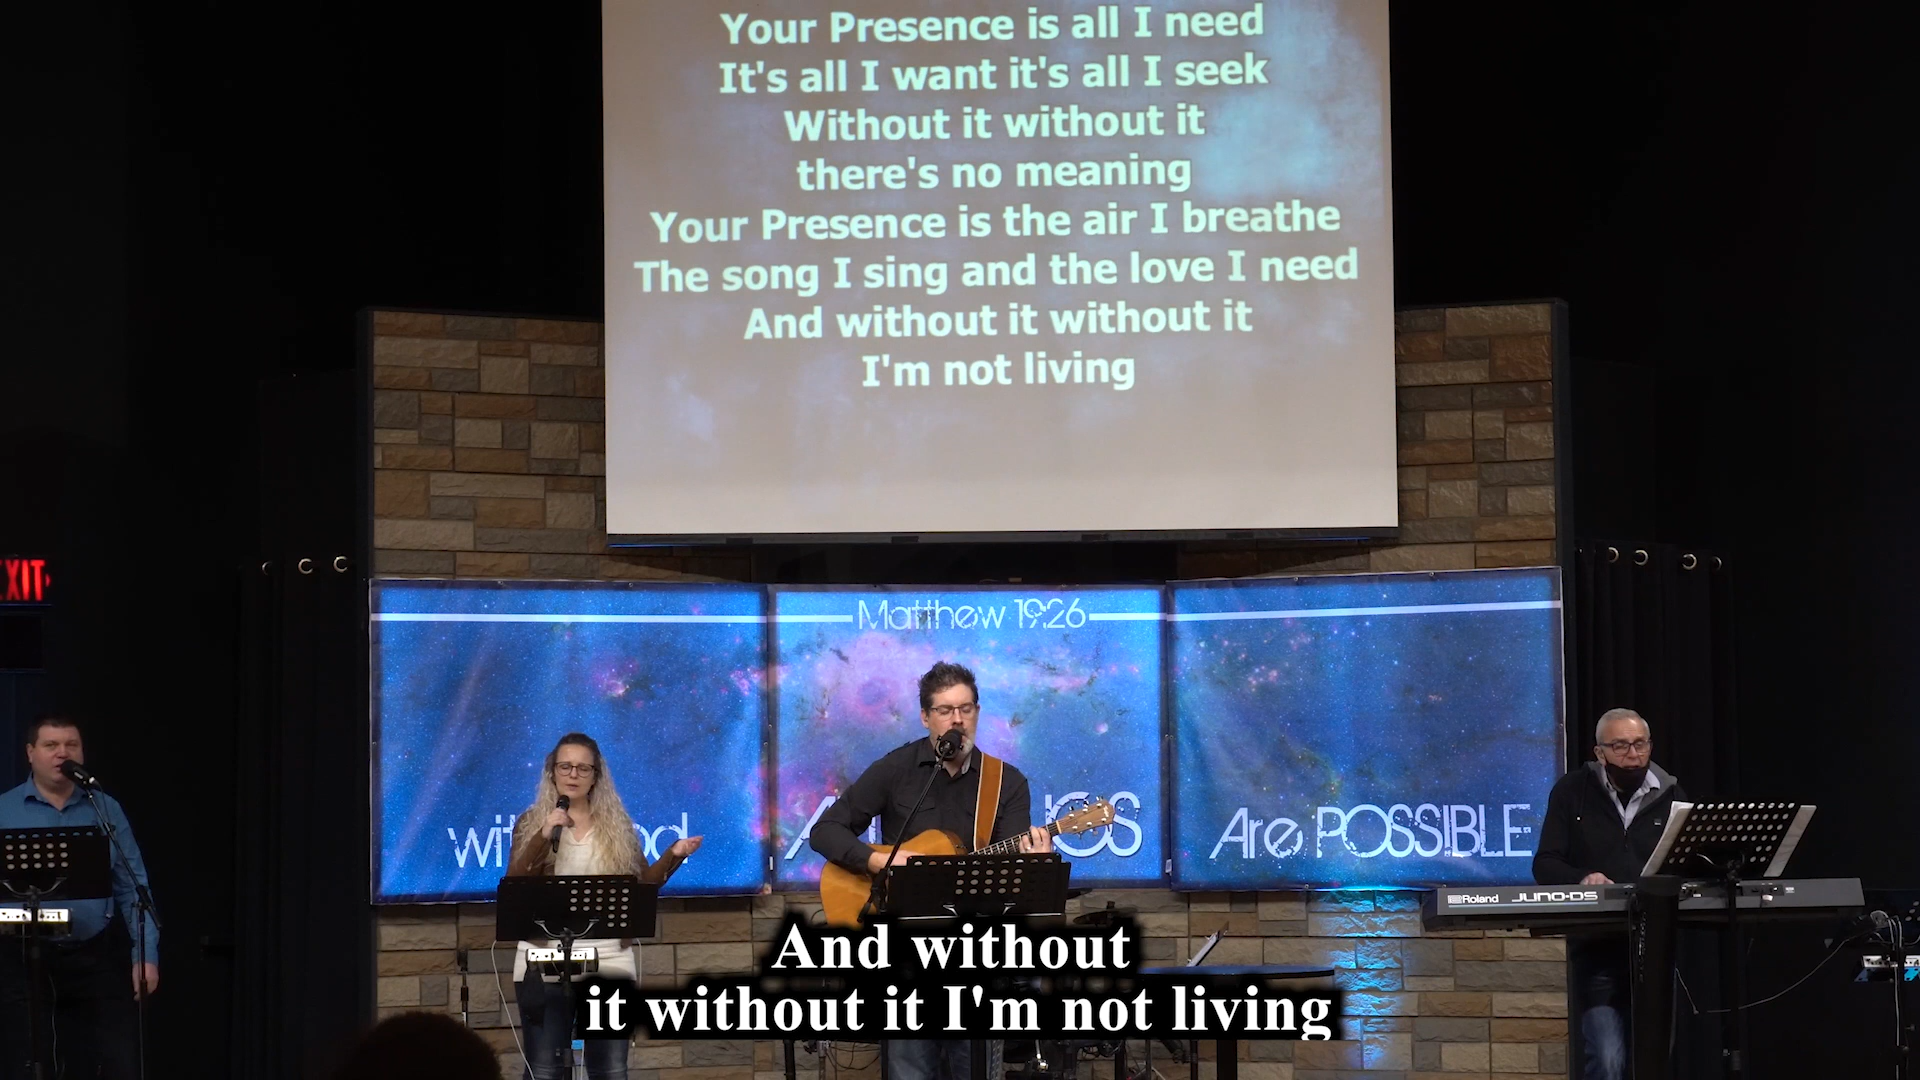 Your Presence is all I need
It's all I want it's all I seek
Without it without it
there's no meaning
Your Presence is the air I breathe
The song I sing and the love I need
And without it without it
I'm not living
EXIT
Matthew 19:26
Are POSSIBLE
Roland JUNO-DS
And without
it without it I'm not living